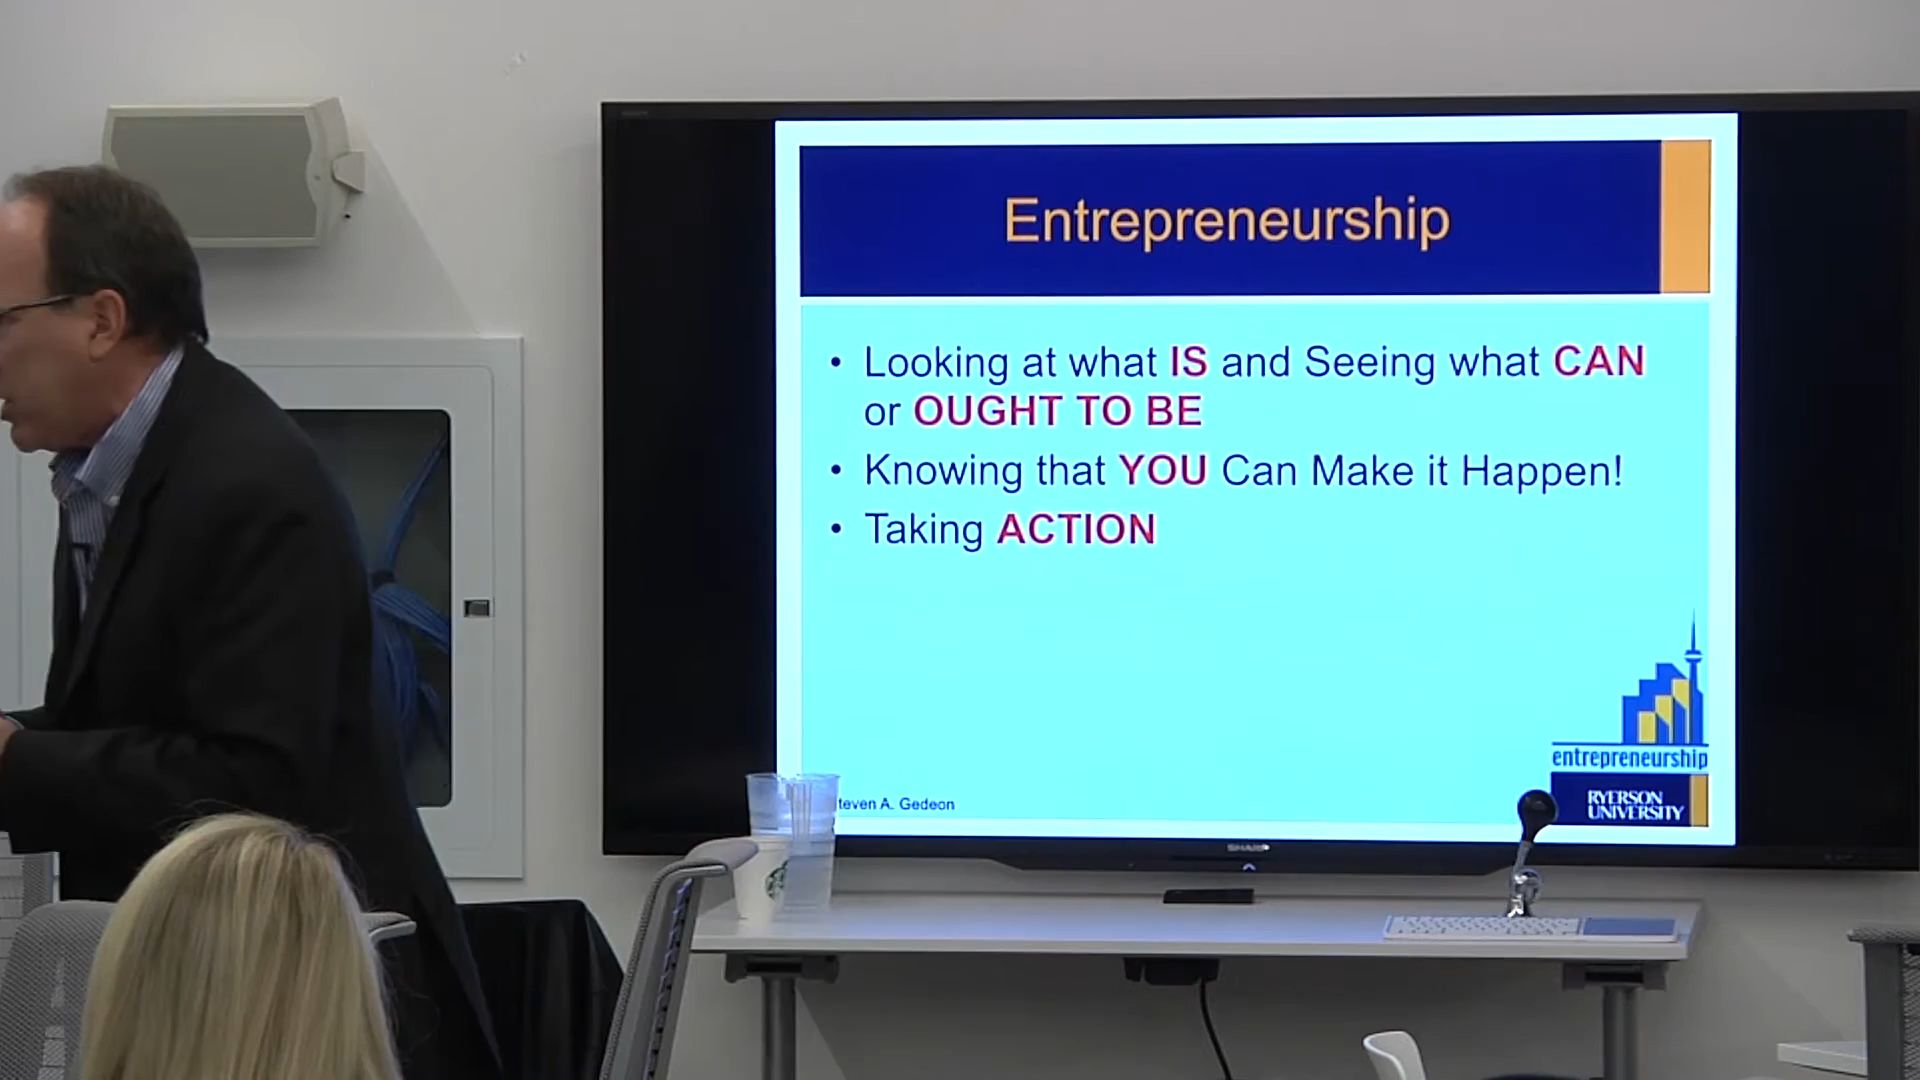 Entrepreneurship
• Looking at what IS and Seeing what CAN
or OUGHT TO BE
• Knowing that YOU Can Make it Happen!
• Taking ACTION
entrepreneurship
RYERSON
UNIVERSITY
teven A. Gedeon
SHARP